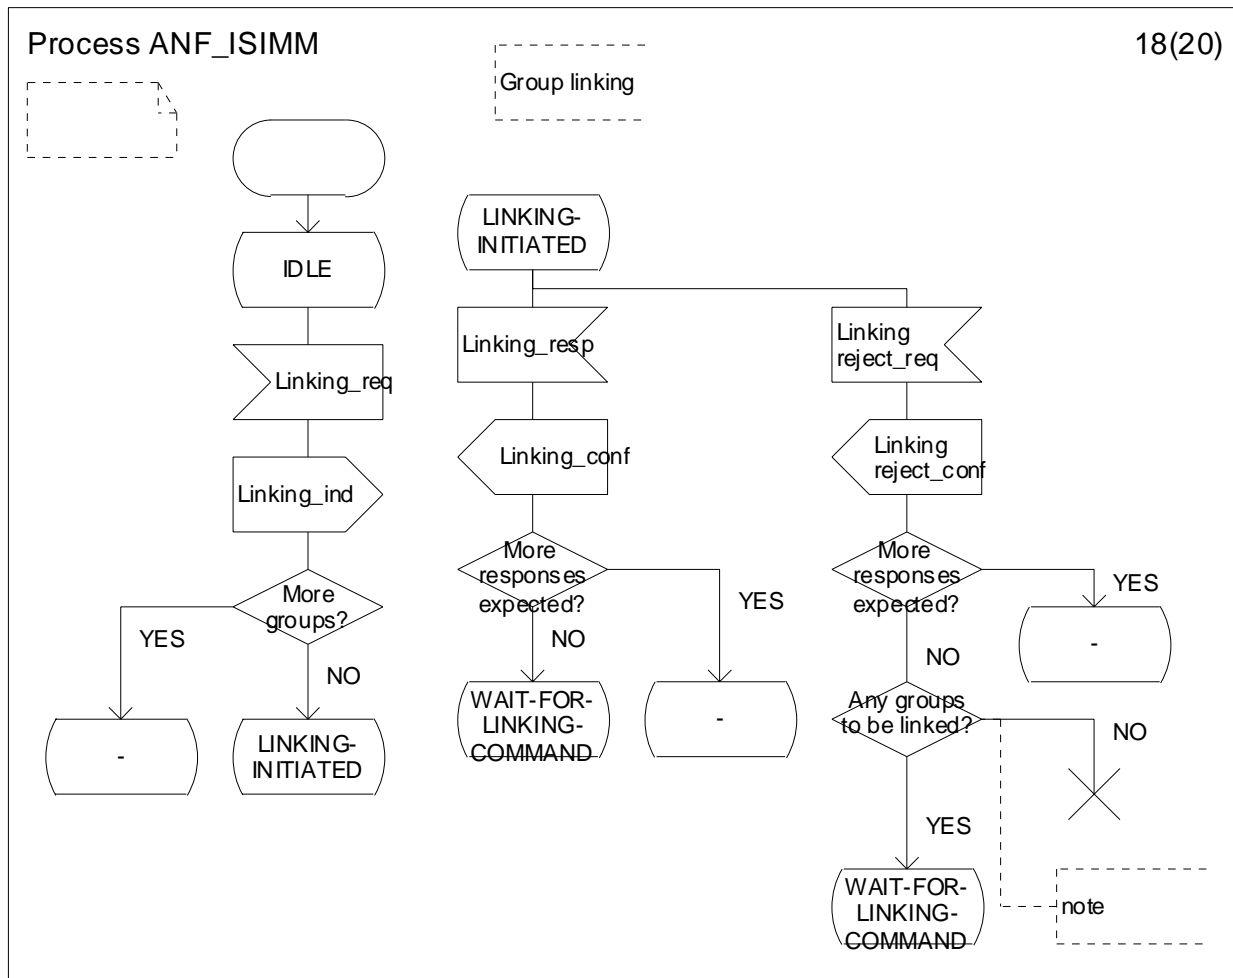 Process ANF_ISIMM
18(20)
Group linking
IDLE
Linking_req
Linking_ind
More
groups?
YES
NO
-
LINKING-
INITIATED
LINKING-
INITIATED
Linking_resp
Linking_conf
More
responses
expected?
YES
NO
WAIT-FOR-
LINKING-
COMMAND
-
Linking
reject_req
Linking
reject_conf
More
responses
expected?
YES
-
NO
Any groups
to be linked?
NO
YES
WAIT-FOR-
LINKING-
COMMAND
note